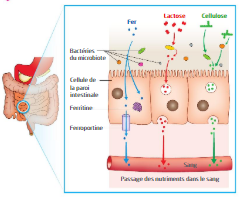 Fer
Lactose
Cellulose
Bactéries
du microbiote
Cellule de
la paroi
intestinale
Ferritine
Ferroportine
Sang
Passage des nutriments dans le sang